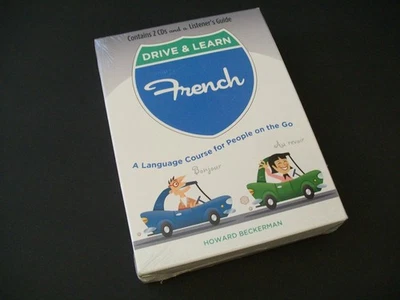 Contains 2 CDs and a Listener's Guide
DRIVE & LEARN
French
A Language Course for People on the Go
Bonjour
Au revoir
HOWARD BECKERMAN